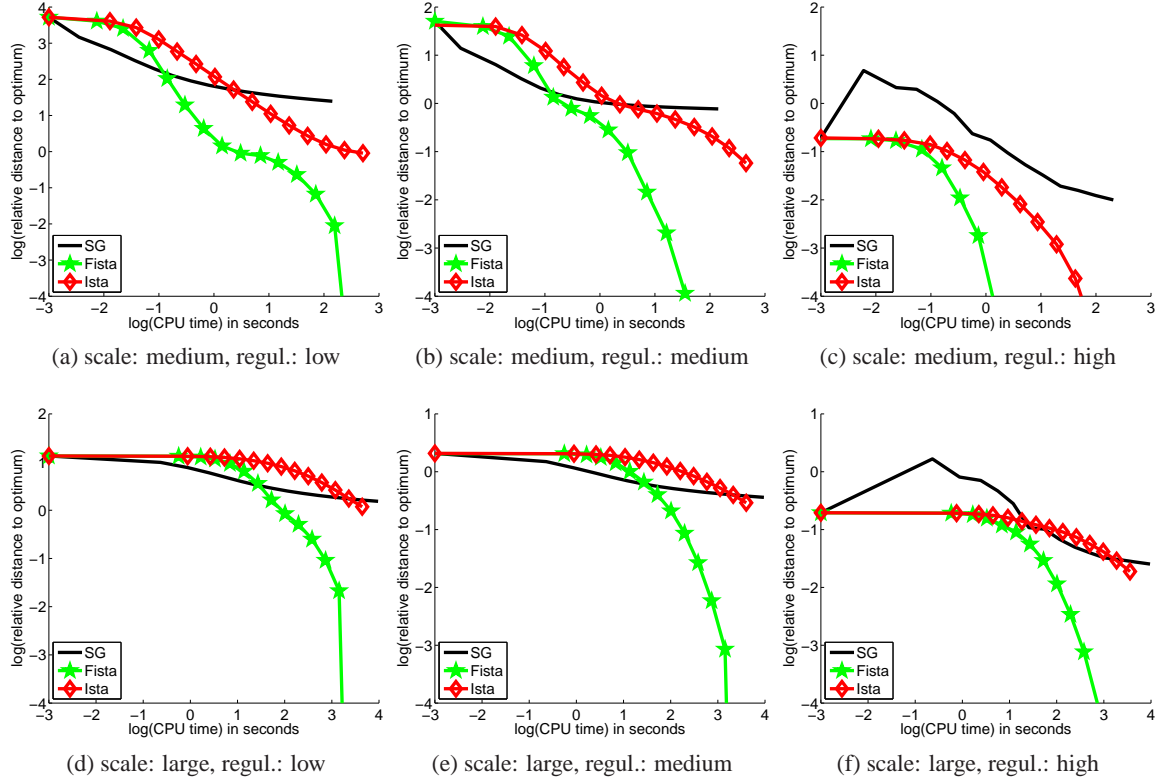 log(relative distance to optimum)
4
3
2
1
0
−1
−2
−3
−4
SG
Fista
Ista
−3 −2 −1 0 1 2 3
log(CPU time) in seconds
(a) scale: medium, regul.: low
log(relative distance to optimum)
2
1
0
−1
−2
−3
−4
SG
Fista
Ista
−3 −2 −1 0 1 2 3
log(CPU time) in seconds
(b) scale: medium, regul.: medium
log(relative distance to optimum)
2
1
0
−1
−2
−3
−4
SG
Fista
Ista
−3 −2 −1 0 1 2 3
log(CPU time) in seconds
(c) scale: medium, regul.: high
log(relative distance to optimum)
2
1
0
−1
−2
−3
−4
SG
Fista
Ista
−3 −2 −1 0 1 2 3 4
log(CPU time) in seconds
(d) scale: large, regul.: low
log(relative distance to optimum)
1
0
−1
−2
−3
−4
SG
Fista
Ista
−3 −2 −1 0 1 2 3 4
log(CPU time) in seconds
(e) scale: large, regul.: medium
log(relative distance to optimum)
1
0
−1
−2
−3
−4
SG
Fista
Ista
−3 −2 −1 0 1 2 3 4
log(CPU time) in seconds
(f) scale: large, regul.: high